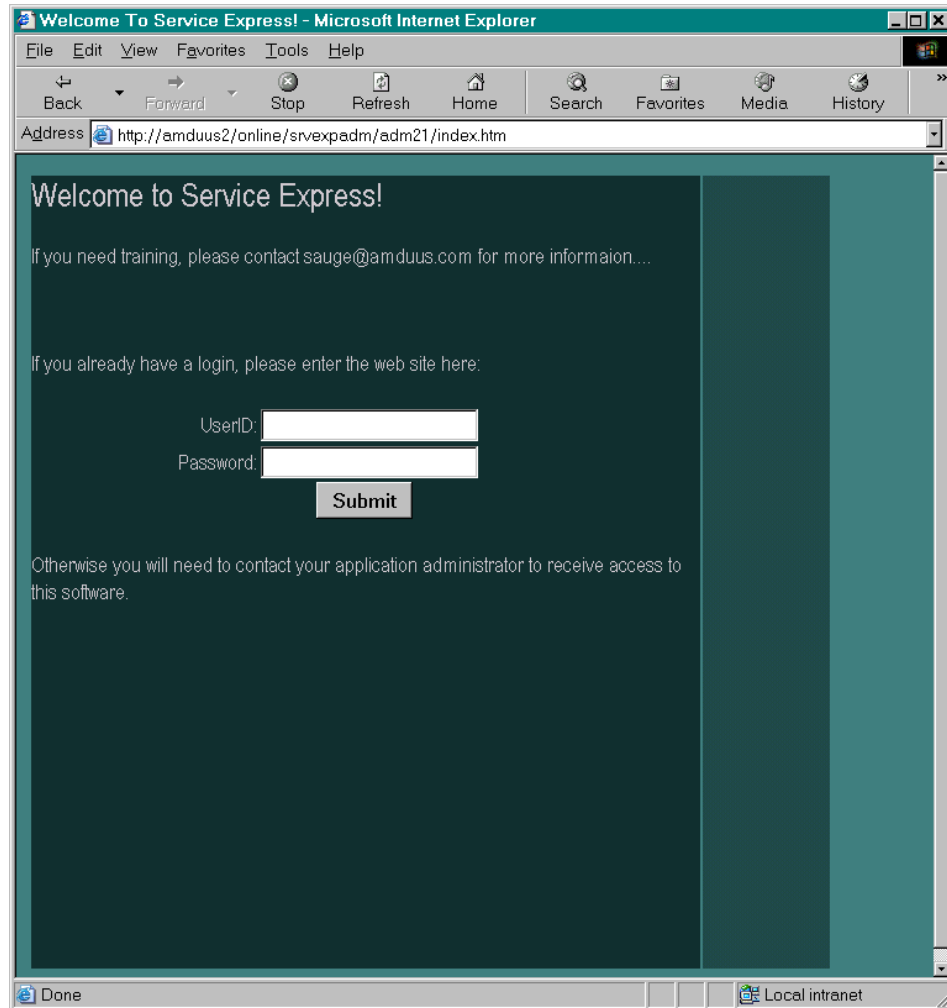 Welcome To Service Express! - Microsoft Internet Explorer
File Edit View Favorites Tools Help
Back Forward Stop Refresh Home Search Favorites Media History »
Address http://amduus2/online/srvexpadm/adm21/index.htm
Welcome to Service Express!
If you need training, please contact sauge@amduus.com for more informaion....
If you already have a login, please enter the web site here:
UserID:
Password:
Submit
Otherwise you will need to contact your application administrator to receive access to
this software.
Done Local intranet